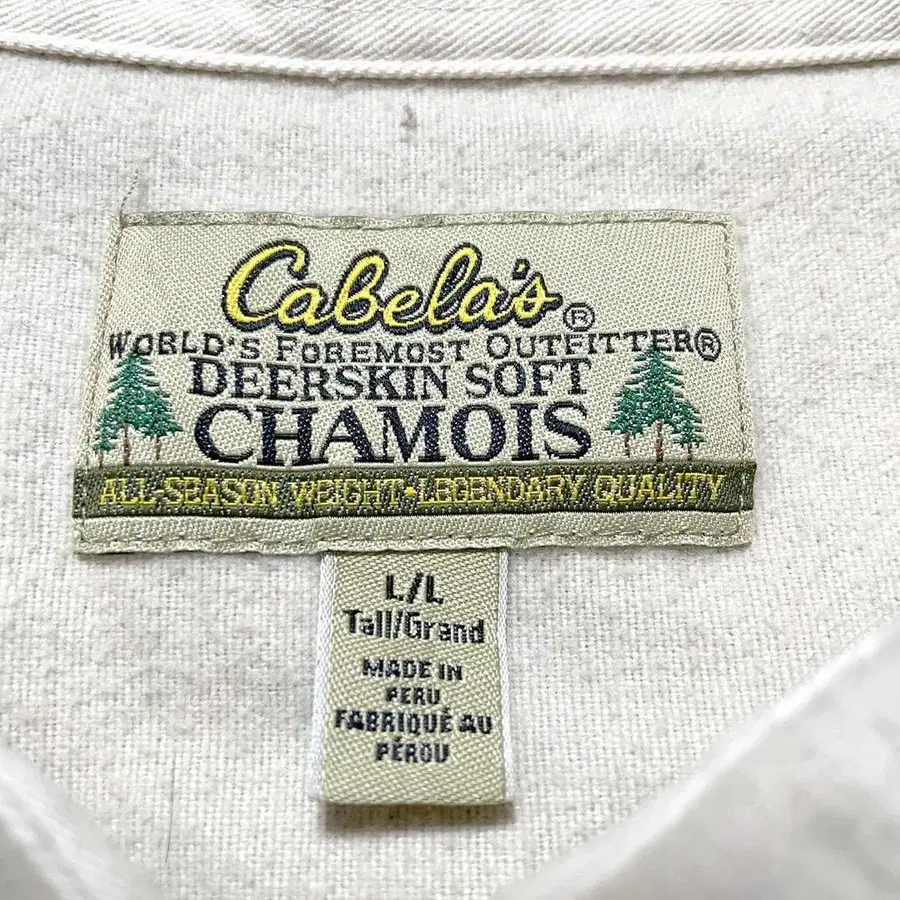 Cabela's®
WORLD'S FOREMOST OUTFITTER®
DEERSKIN SOFT
CHAMOIS
ALL-SEASON WEIGHT•LEGENDARY QUALITY
L/L
Tall/Grand
MADE IN
PERU
FABRIQUÉ AU
PÉROU